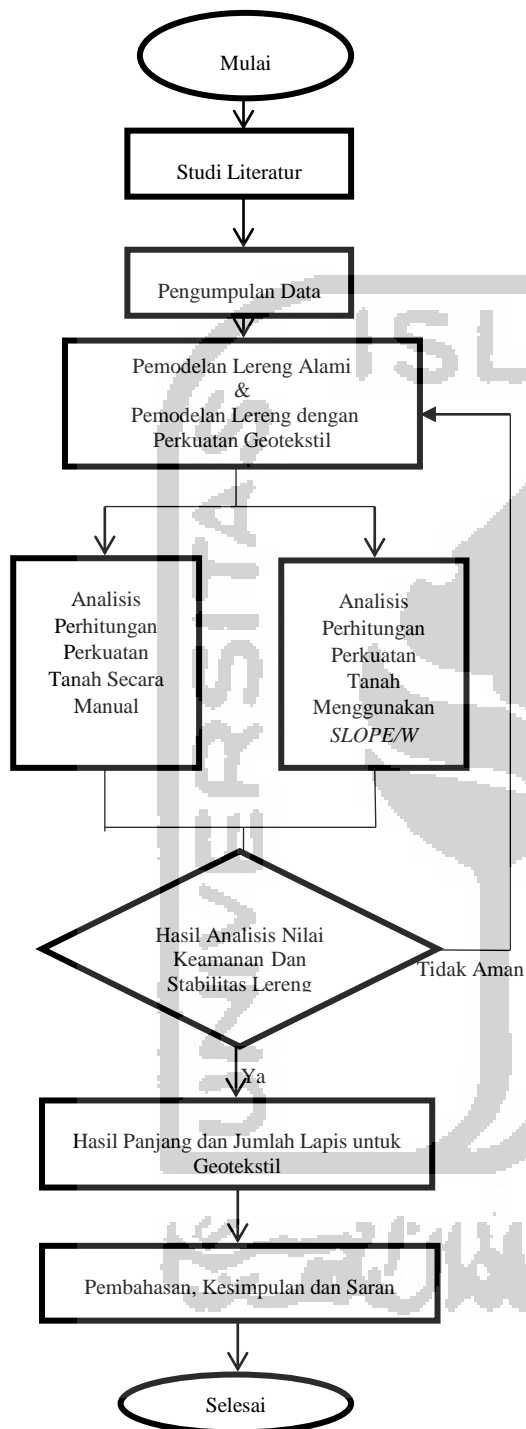 Mulai
Studi Literatur
Pengumpulan Data
Pemodelan Lereng Alami
&
Pemodelan Lereng dengan
Perkuatan Geotekstil
Analisis
Perhitungan
Perkuatan
Tanah Secara
Manual
Analisis
Perhitungan
Perkuatan
Tanah
Menggunakan
SLOPE/W
Hasil Analisis Nilai
Keamanan Dan
Stabilitas Lereng
Tidak Aman
Ya
Hasil Panjang dan Jumlah Lapis untuk
Geotekstil
Pembahasan, Kesimpulan dan Saran
Selesai
ISL
UNIVERSITAS